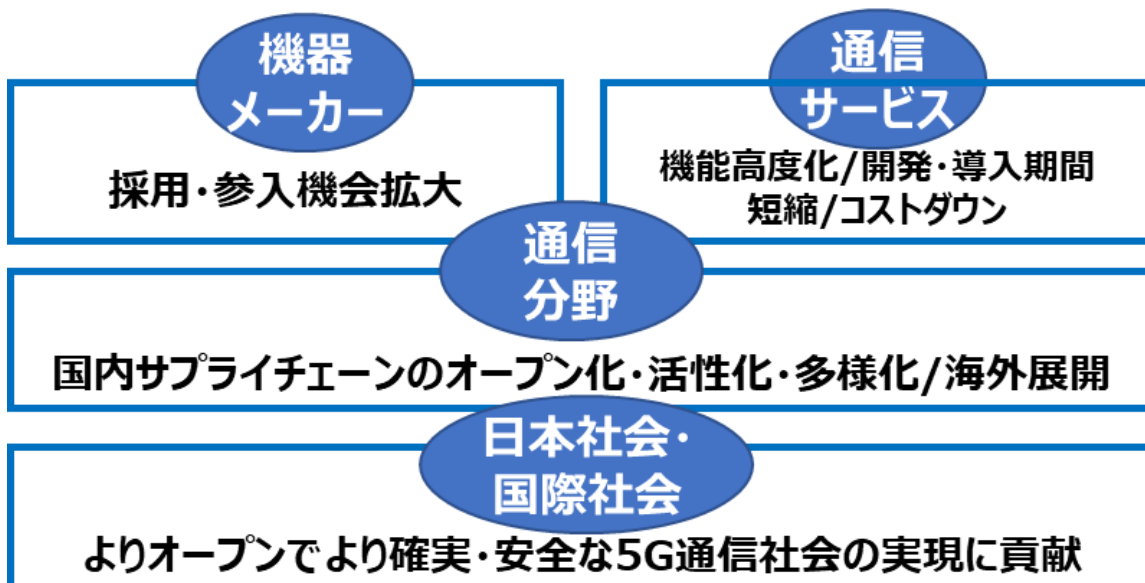 機器
メーカー
採用・参入機会拡大
通信
サービス
機能高度化/開発・導入期間
短縮/コストダウン
通信
分野
国内サプライチェーンのオープン化・活性化・多様化/海外展開
日本社会・
国際社会
よりオープンでより確実・安全な5G通信社会の実現に貢献